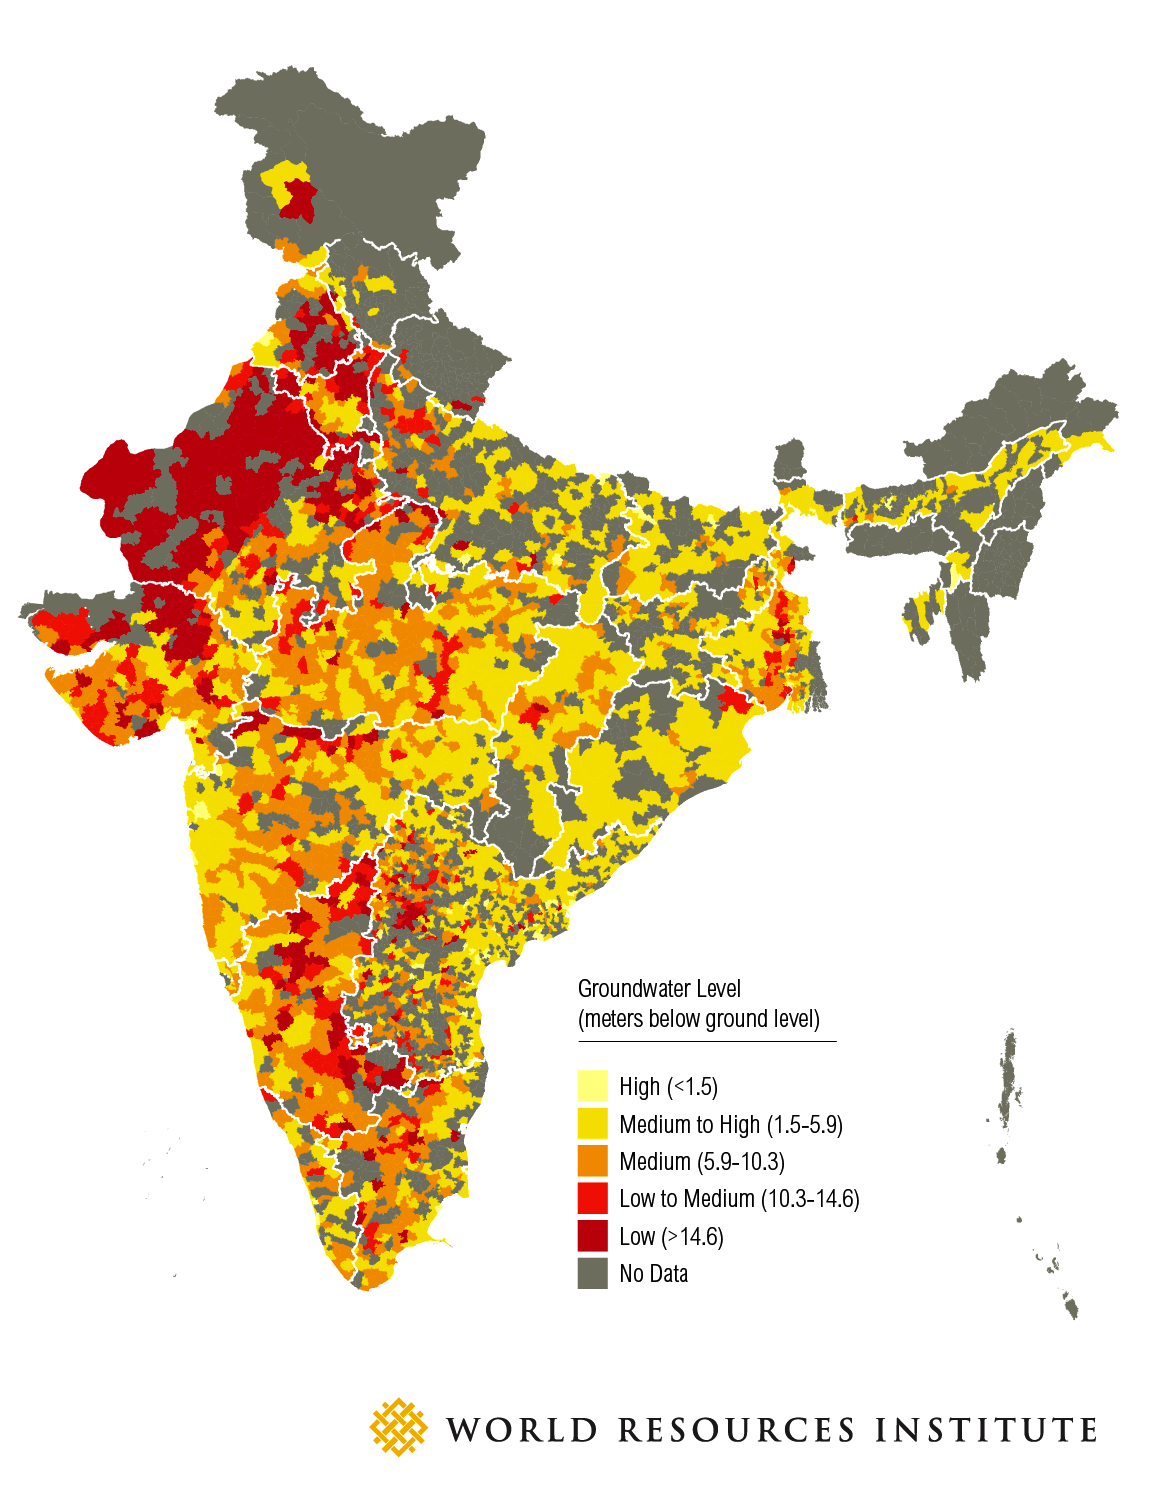 Groundwater Level
(meters below ground level)
High (<1.5)
Medium to High (1.5-5.9)
Medium (5.9-10.3)
Low to Medium (10.3-14.6)
Low (>14.6)
No Data
WORLD RESOURCES INSTITUTE